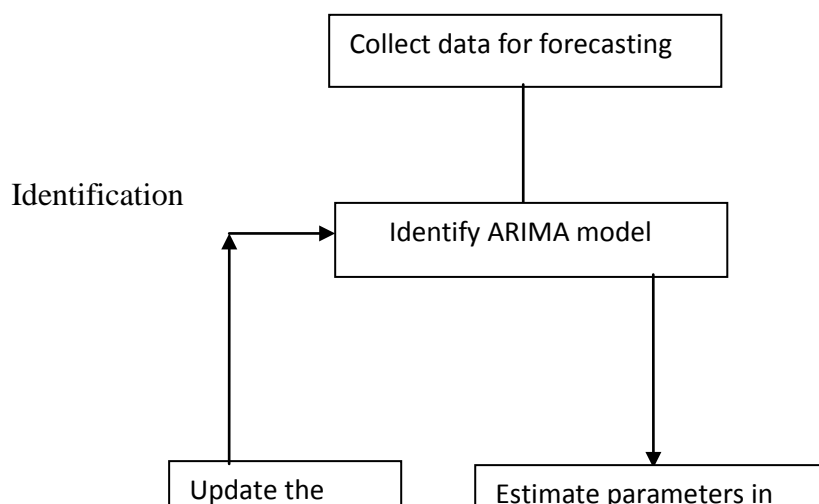 Collect data for forecasting
Identification
Identify ARIMA model
Update the
Estimate parameters in